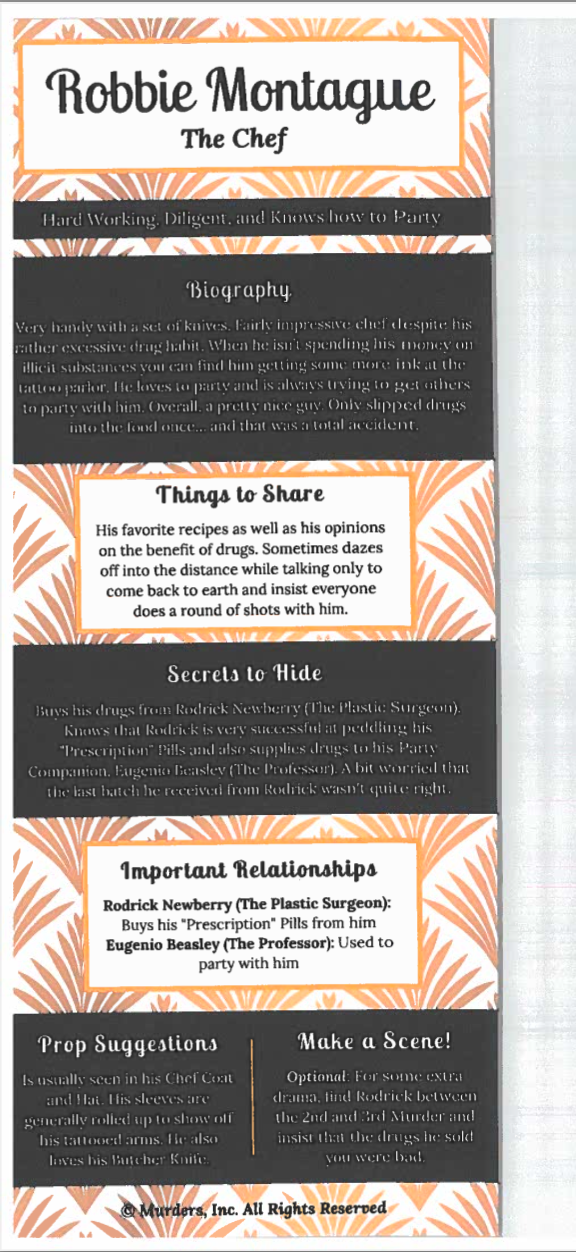 Robbie Montague
The Chef
Hard Working, Diligent, and Knows how to Party
Biography
Very handy with a set of knives. Fairly impressive chef despite his
rather excessive drug habit. When he isn't spending his money on
illicit substances you can find him getting some more ink at the
tattoo parlor. He loves to party and is always trying to get others
to party with him. Overall, a pretty nice guy. Only slipped drugs
into the food once... and that was a total accident.
Things to Share
His favorite recipes as well as his opinions
on the benefit of drugs. Sometimes dazes
off into the distance while talking only to
come back to earth and insist everyone
does a round of shots with him.
Secrets to Hide
Buys his drugs from Rodrick Newberry (The Plastic Surgeon).
Knows that Rodrick is very successful at peddling his
"Prescription" Pills and also supplies drugs to his Party
Companion, Eugenio Beasley (The Professor). A bit worried that
the last batch he received from Rodrick wasn't quite right.
Important Relationships
Rodrick Newberry (The Plastic Surgeon):
Buys his "Prescription" Pills from him
Eugenio Beasley (The Professor): Used to
party with him
Prop Suggestions
Is usually seen in his Chef Coat
and Hat. His sleeves are
generally rolled up to show off
his tattooed arms. He also
loves his Butcher Knife.
Make a Scene!
Optional: For some extra
drama, find Rodrick between
the 2nd and 3rd Murder and
insist that the drugs he sold
you were bad.
© Murders, Inc. All Rights Reserved